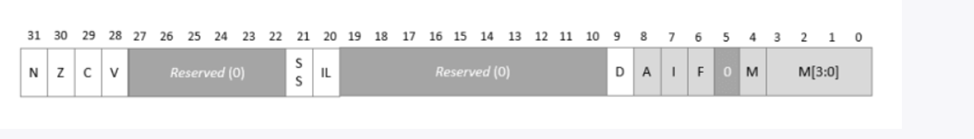 31 30 29 28 27 26 25 24 23 22 21 20 19 18 17 16 15 14 13 12 11 10 9 8 7 6 5 4 3 2 1 0
N Z C V Reserved (0) S S IL Reserved (0) D A I F 0 M M[3:0]